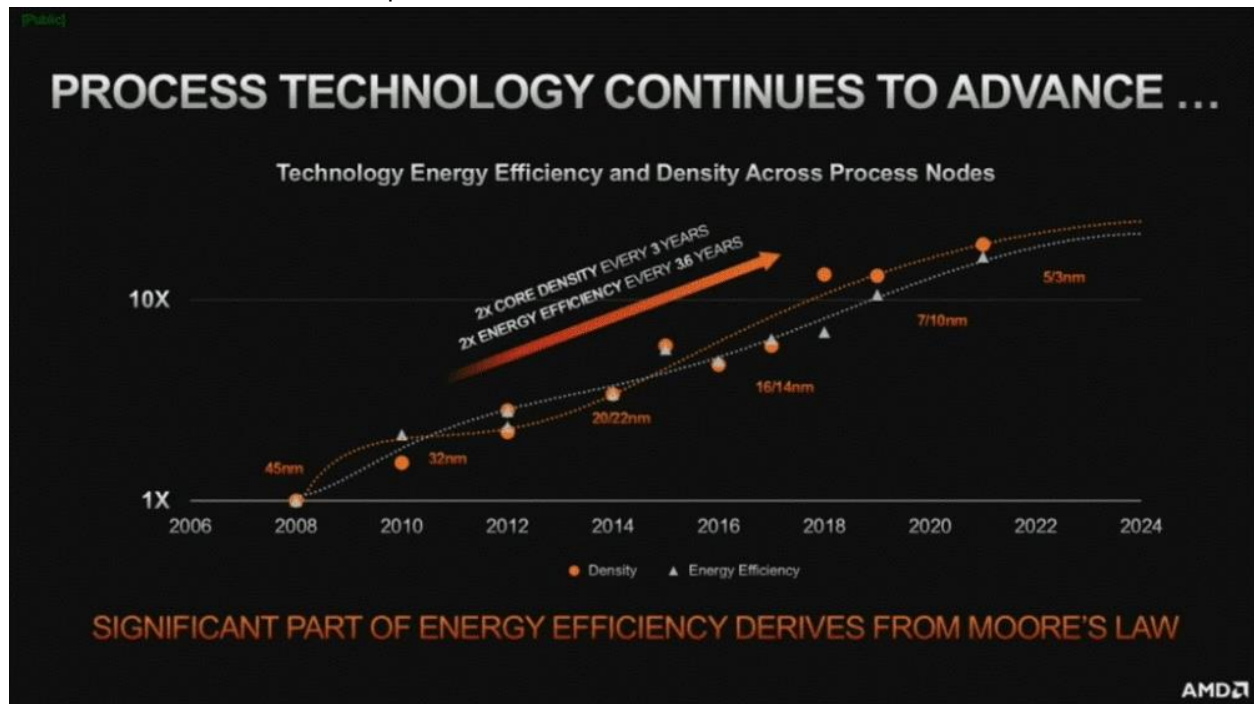 [Public]
PROCESS TECHNOLOGY CONTINUES TO ADVANCE ...
Technology Energy Efficiency and Density Across Process Nodes
2X CORE DENSITY EVERY 3 YEARS
2X ENERGY EFFICIENCY EVERY 3.6 YEARS
10X
5/3nm
7/10nm
16/14nm
20/22nm
32nm
45nm
1X
2006 2008 2010 2012 2014 2016 2018 2020 2022 2024
Density Energy Efficiency
SIGNIFICANT PART OF ENERGY EFFICIENCY DERIVES FROM MOORE'S LAW
AMD